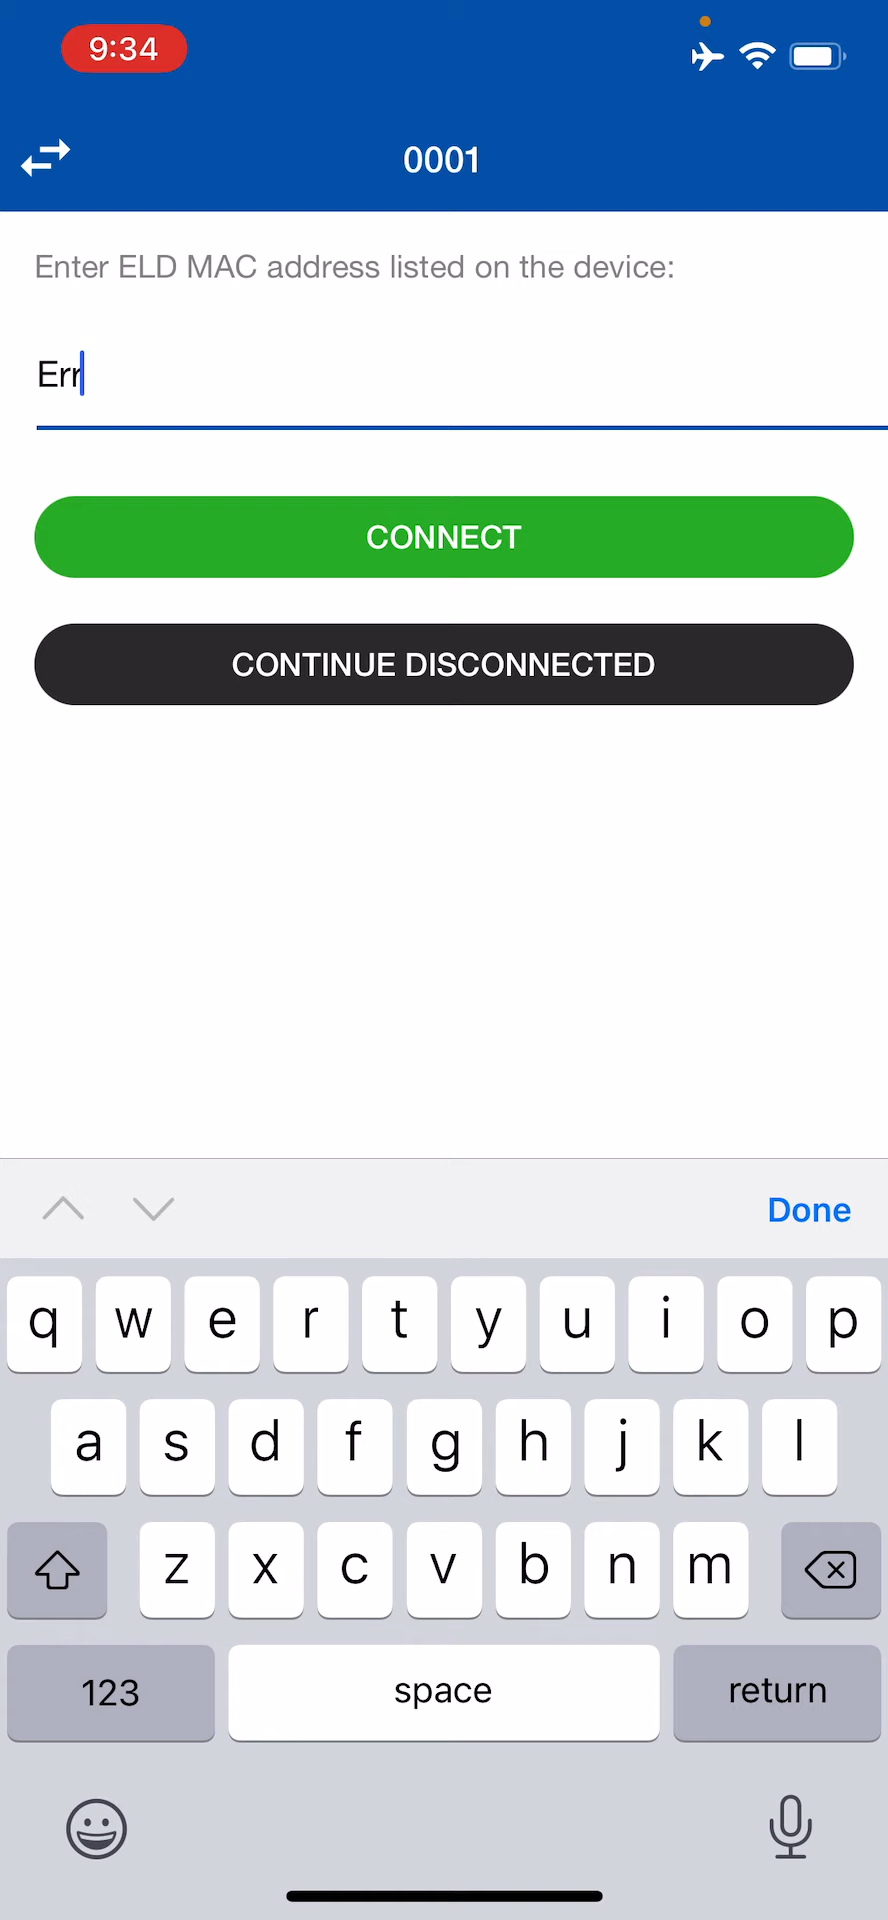 9:34
0001
Enter ELD MAC address listed on the device:
Err
CONNECT
CONTINUE DISCONNECTED
Done
q w e r t y u i o p
a s d f g h j k l
z x c v b n m
123 space return